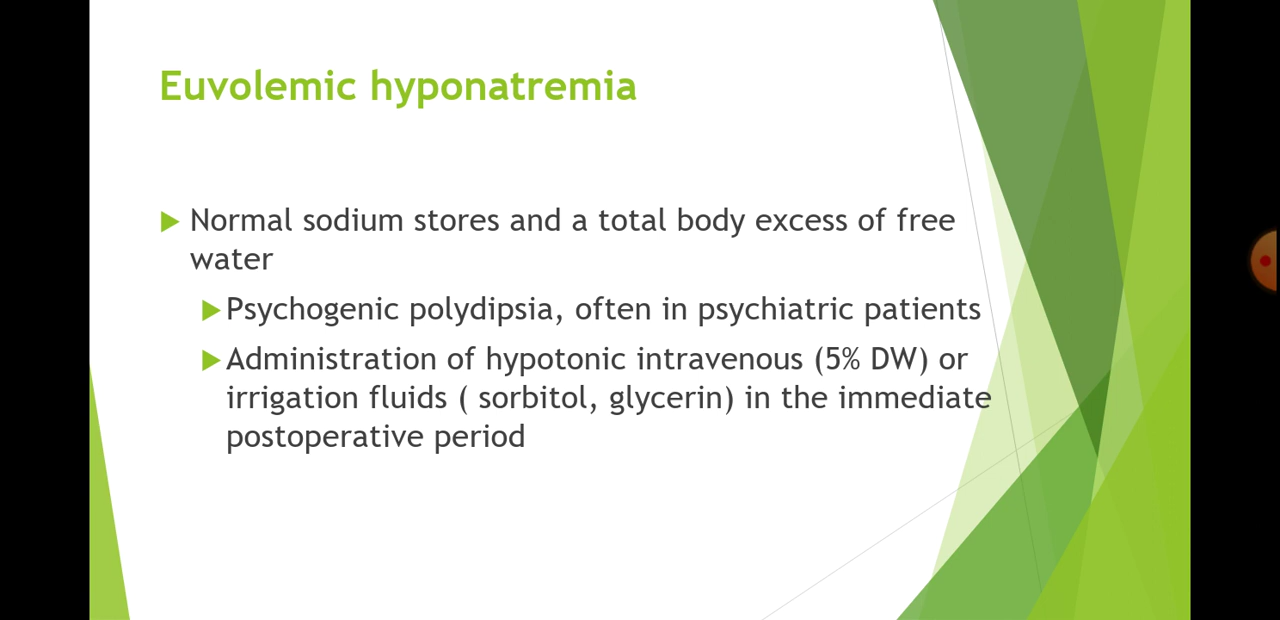 Euvolemic hyponatremia
Normal sodium stores and a total body excess of free
water
Psychogenic polydipsia, often in psychiatric patients
Administration of hypotonic intravenous (5% DW) or
irrigation fluids ( sorbitol, glycerin) in the immediate
postoperative period